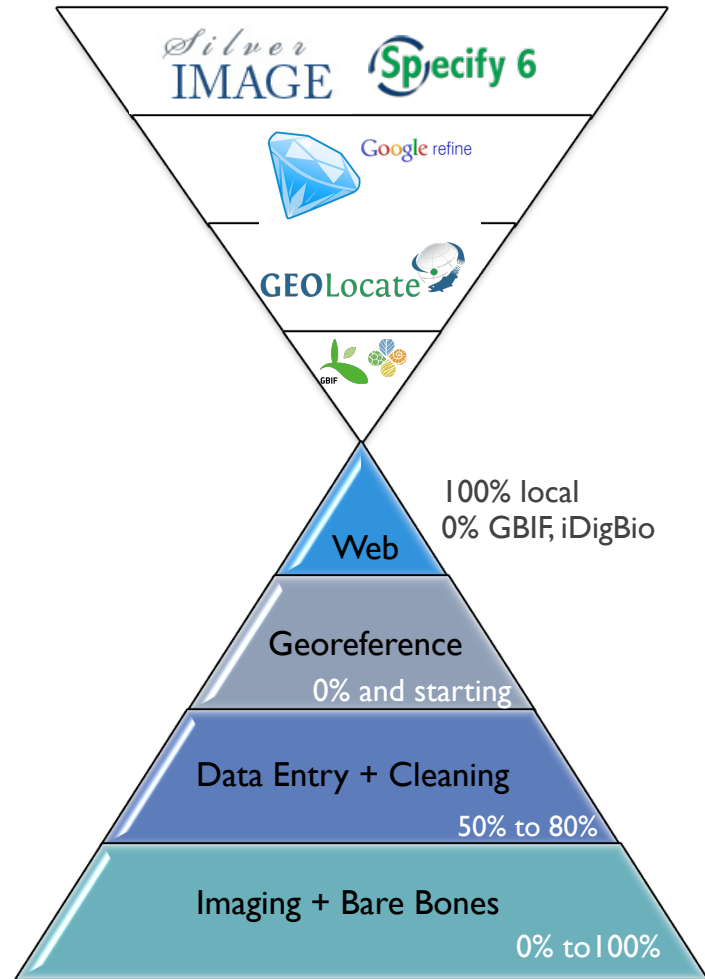 Silver
IMAGE
Specify 6
Google refine
GEOLocate
GBIF
100% local
0% GBIF, iDigBio
Web
Georeference
0% and starting
Data Entry + Cleaning
50% to 80%
Imaging + Bare Bones
0% to100%